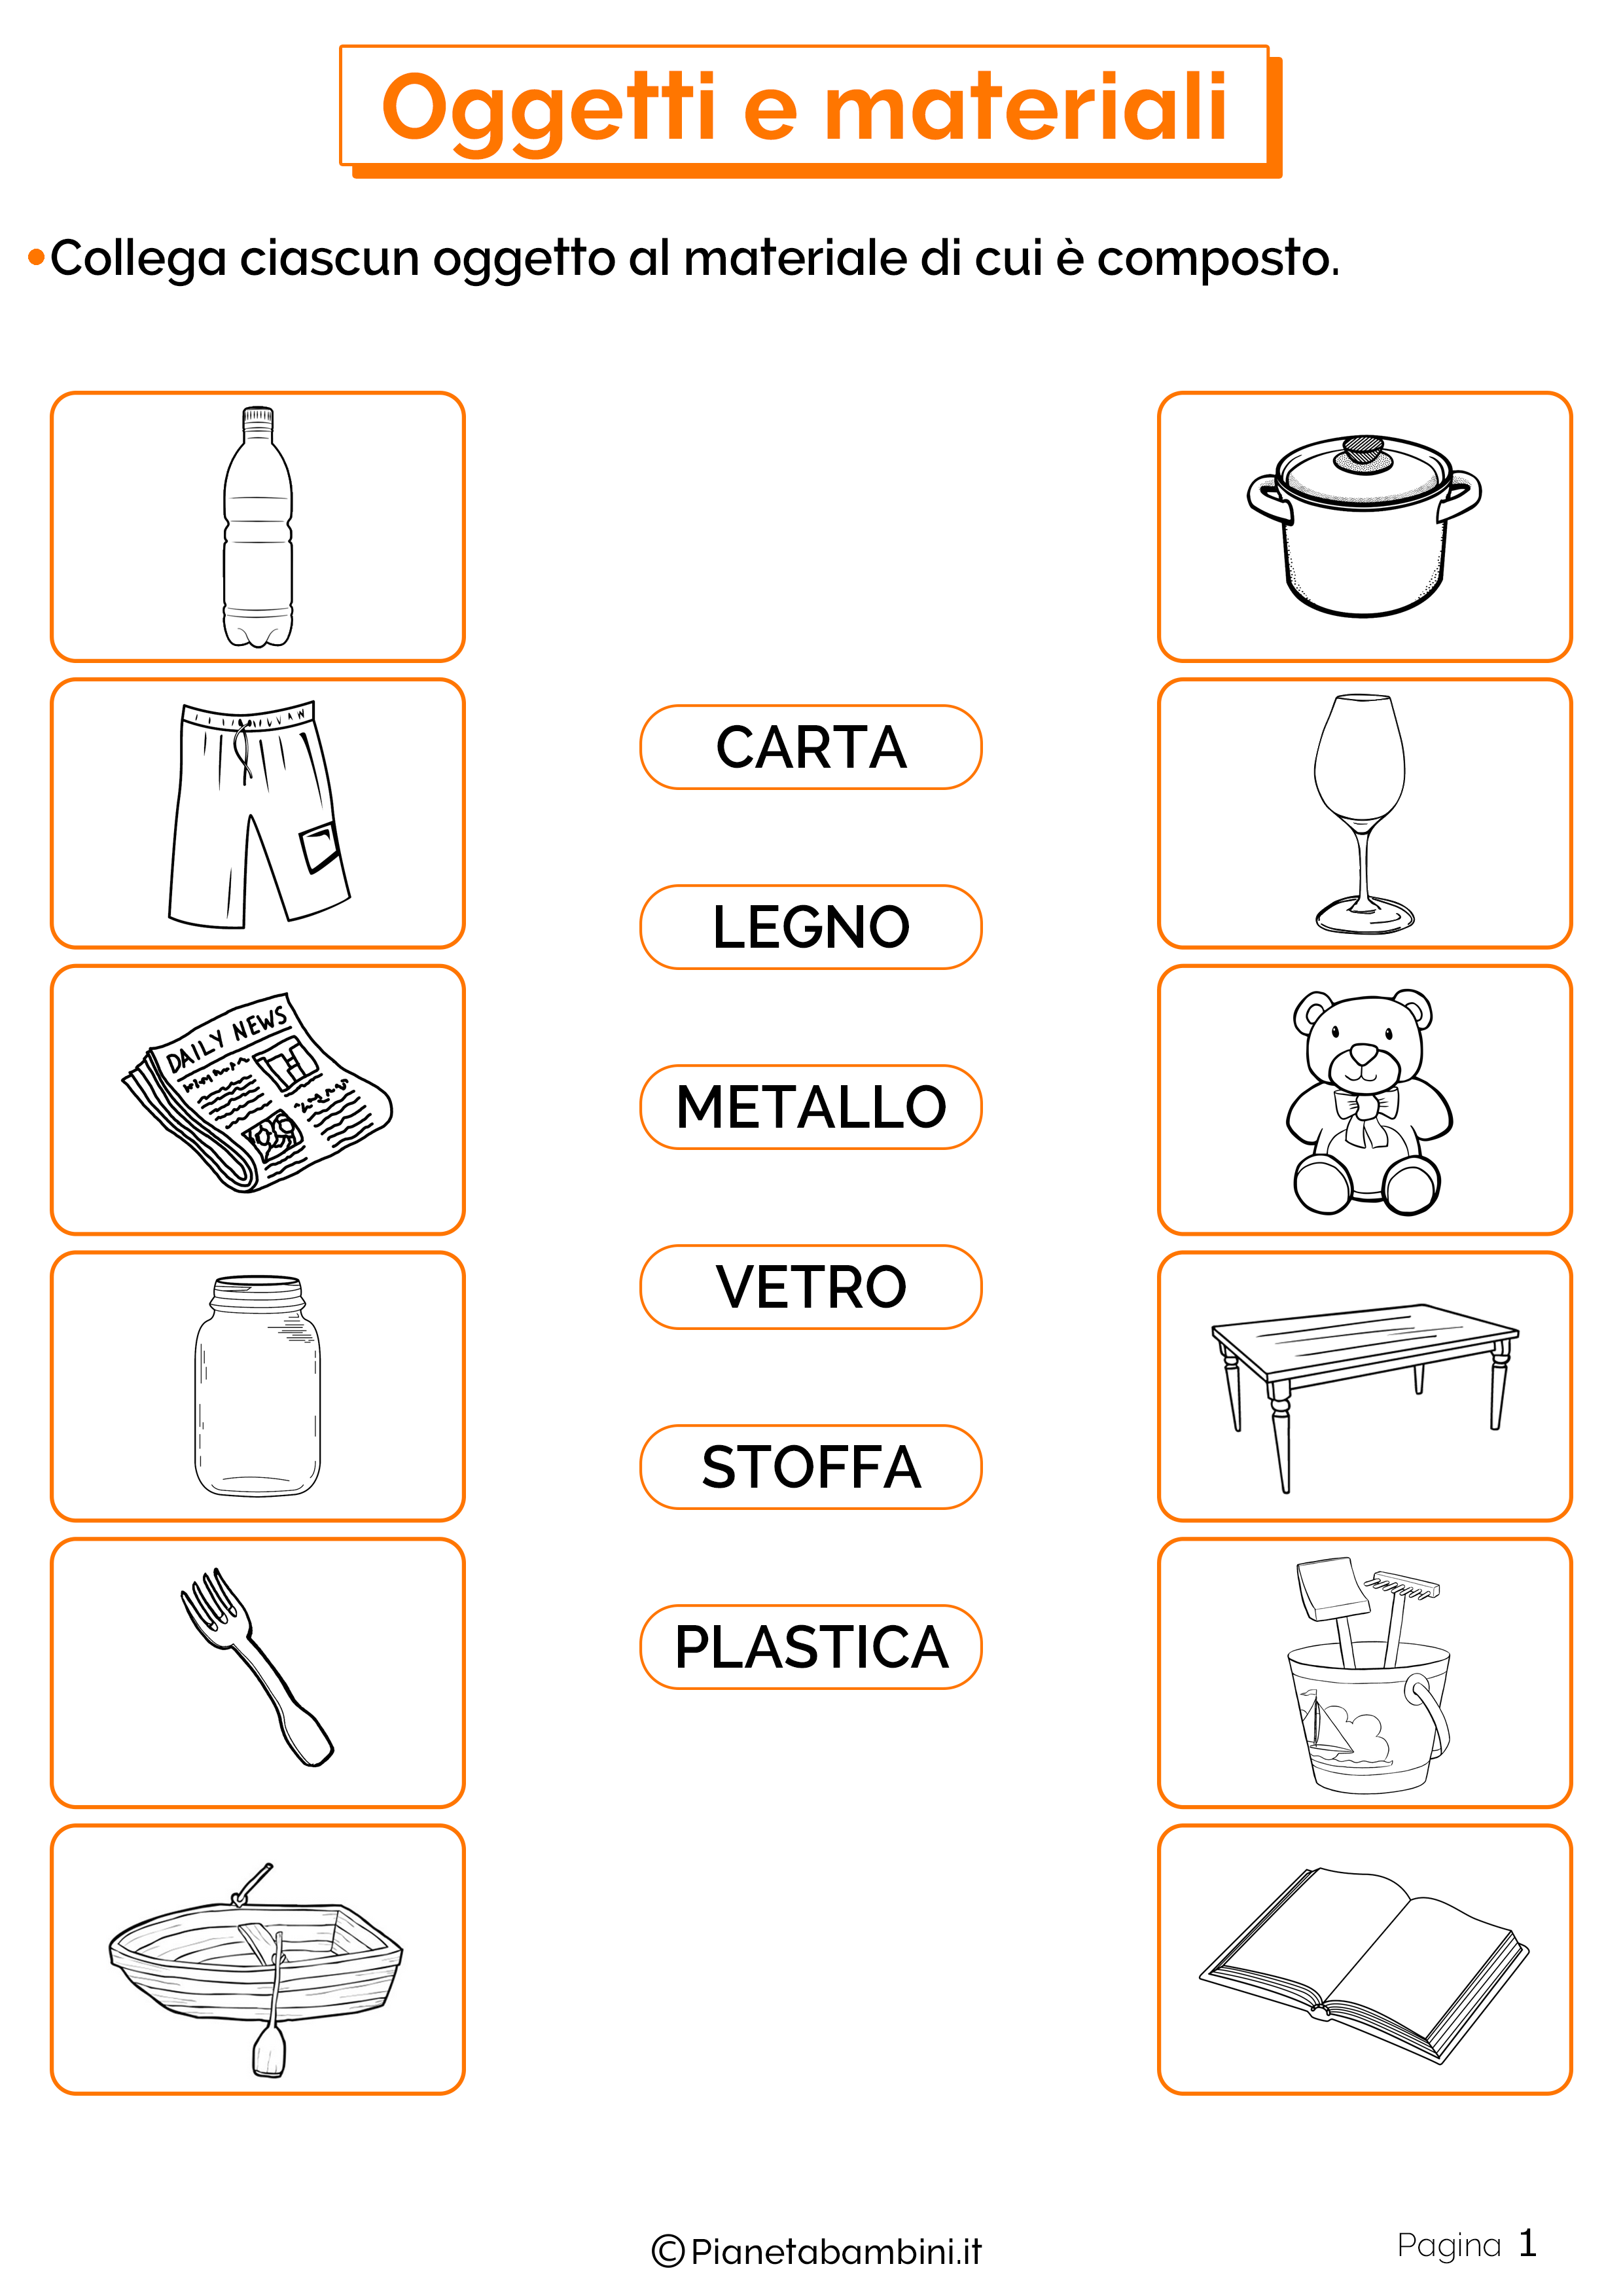 Oggetti e materiali
•Collega ciascun oggetto al materiale di cui è composto.
CARTA
LEGNO
DAILY NEWS
METALLO
VETRO
STOFFA
PLASTICA
©Pianetabambini.it
Pagina 1